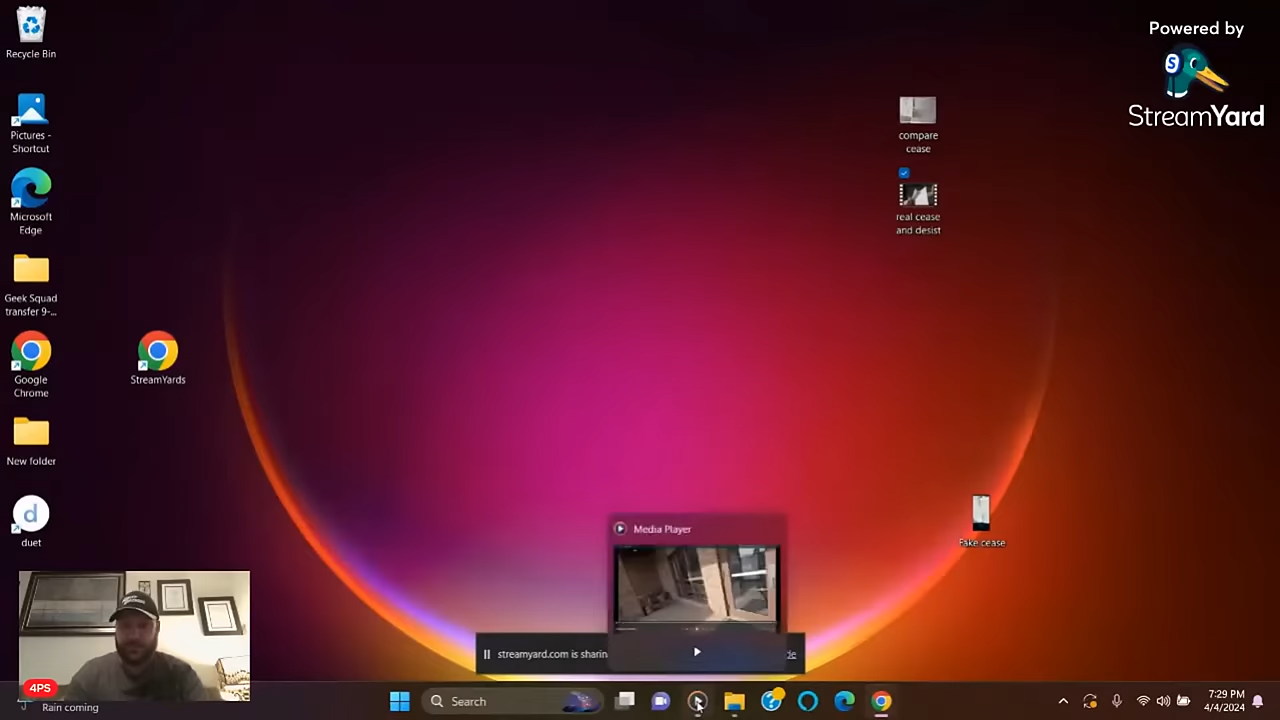 Recycle Bin
Pictures -
Shortcut
Microsoft
Edge
Geek Squad
transfer 9-...
Google
Chrome
StreamYards
New folder
d
duet
compare
cease
real cease
and desist
Fake cease
Powered by
S
StreamYard
Media Player
streamyard.com is sharin
de
4PS
Rain coming
Search
7:29 PM
4/4/2024